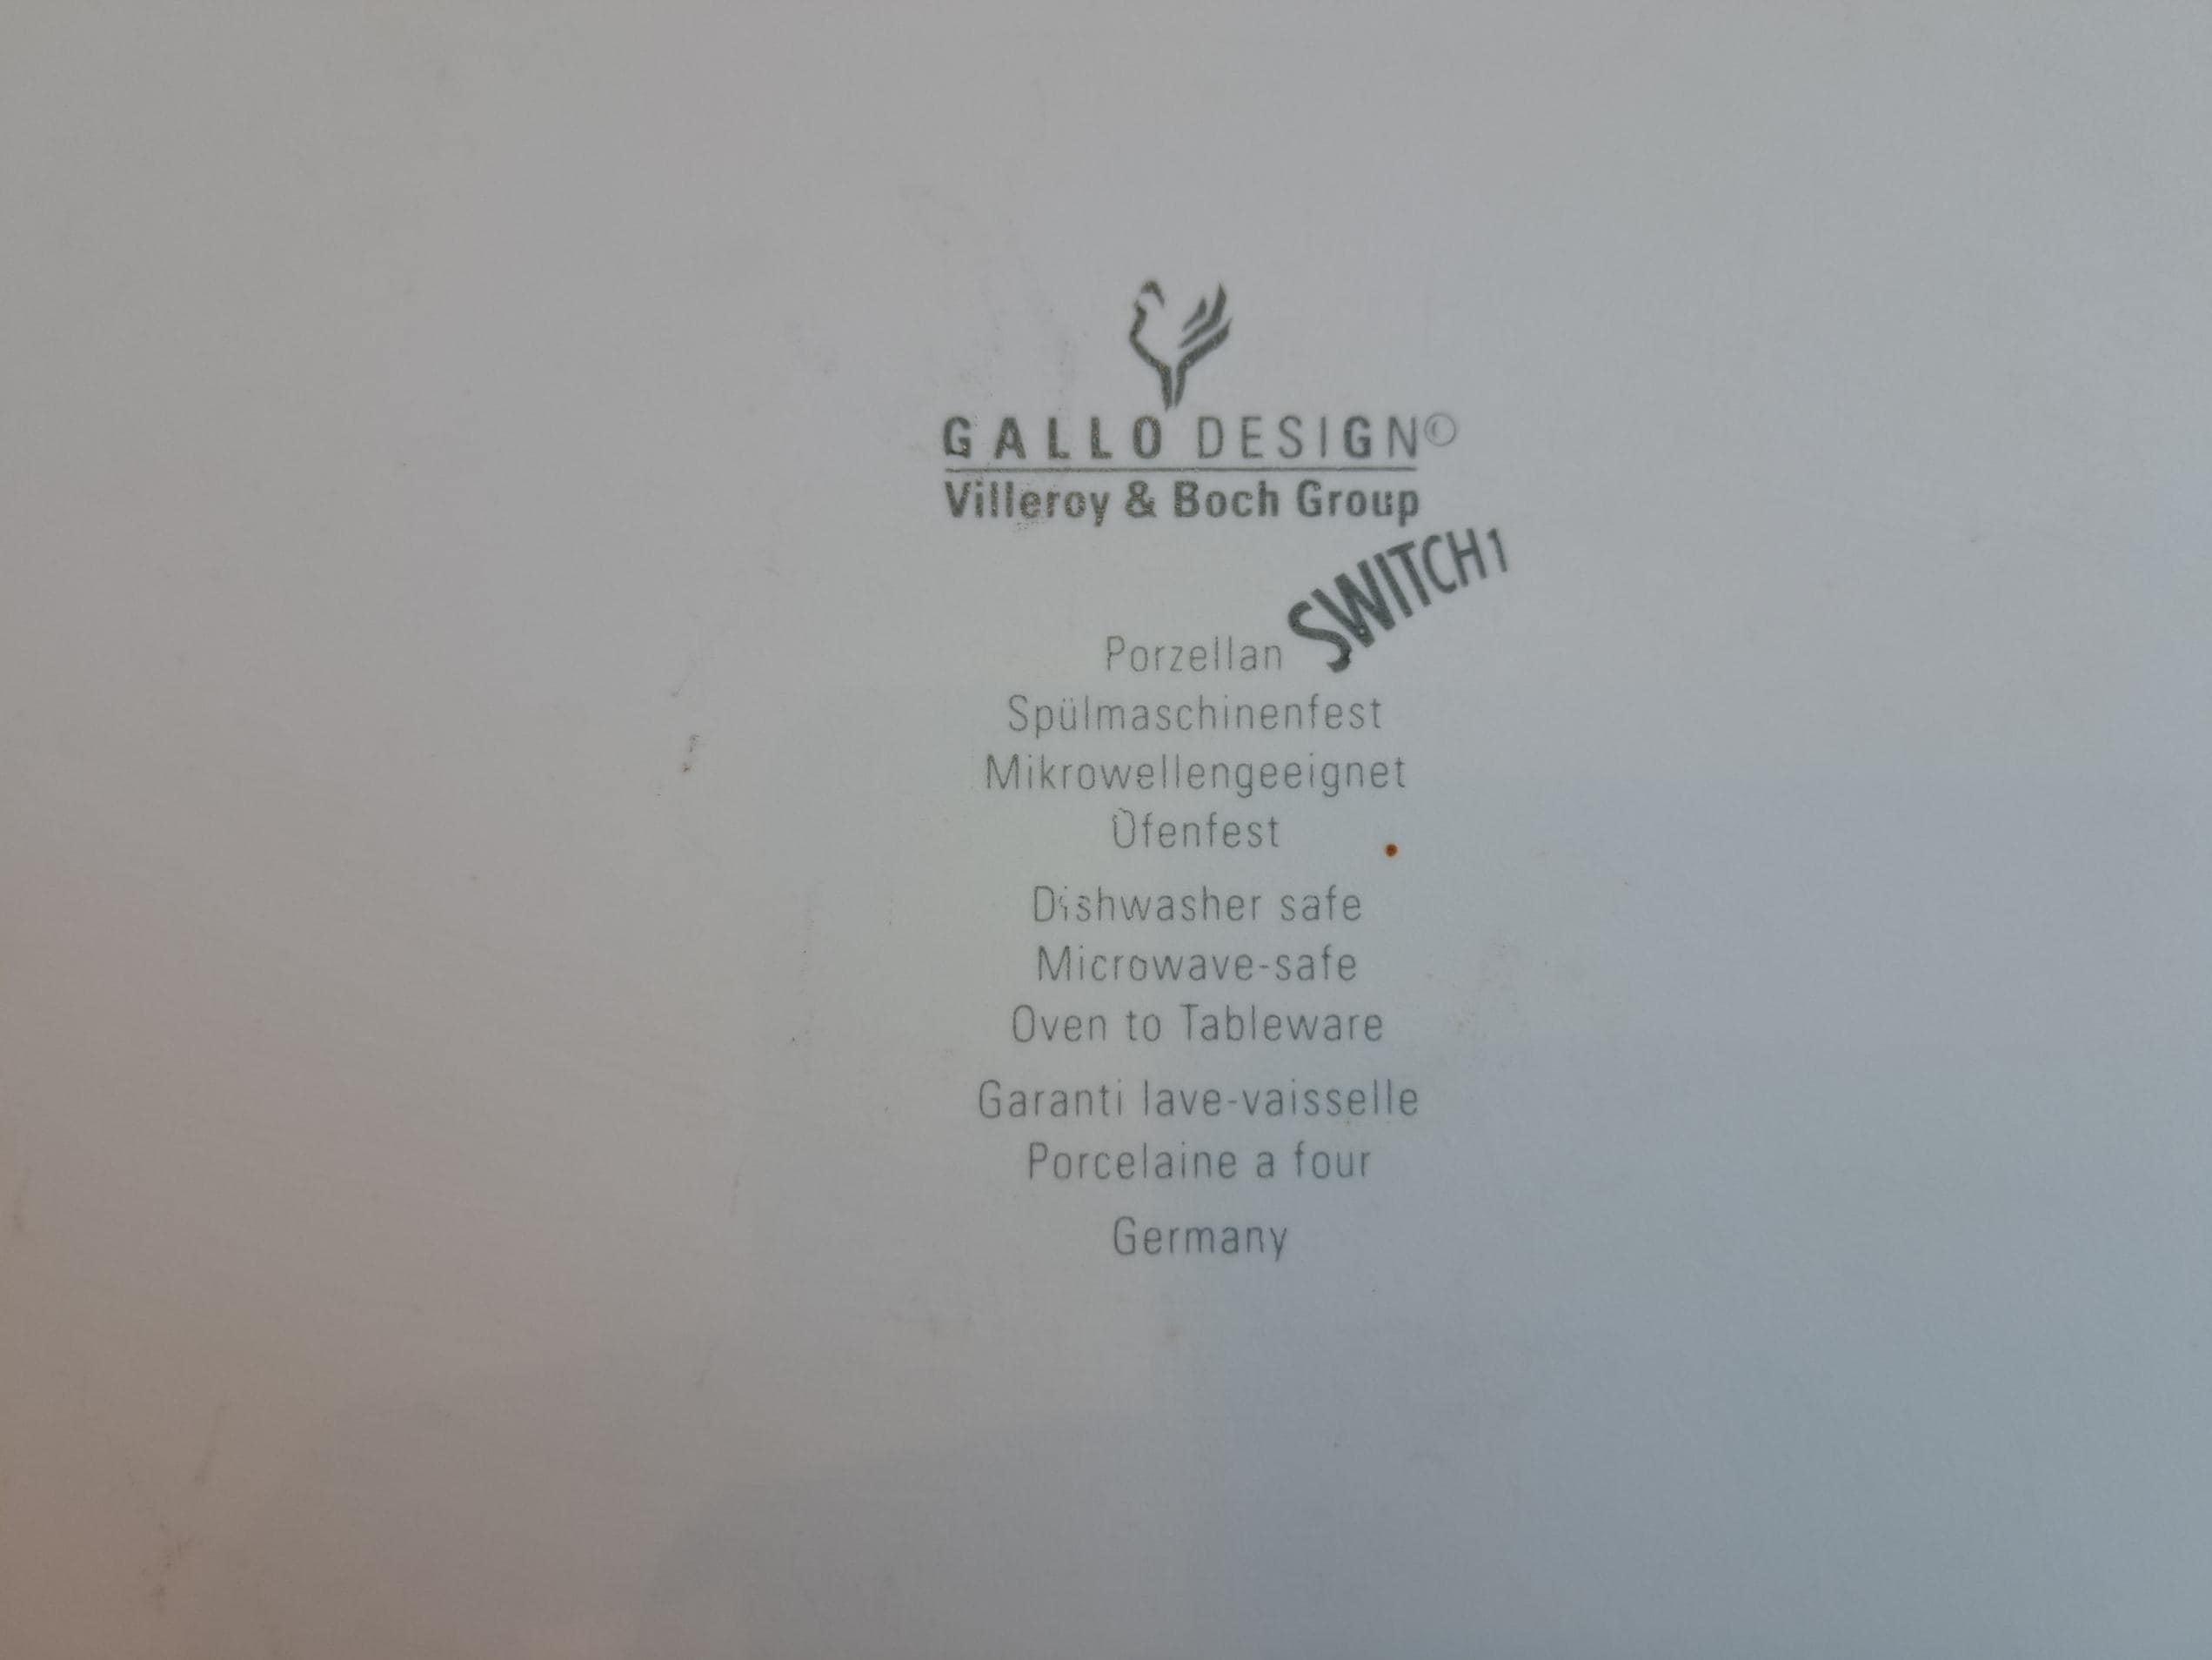 GALLO DESIGN©
Villeroy & Boch Group
SWITCH1
Porzellan
Spülmaschinenfest
Mikrowellengeeignet
Ofenfest
Dishwasher safe
Microwave-safe
Oven to Tableware
Garanti lave-vaisselle
Porcelaine a four
Germany